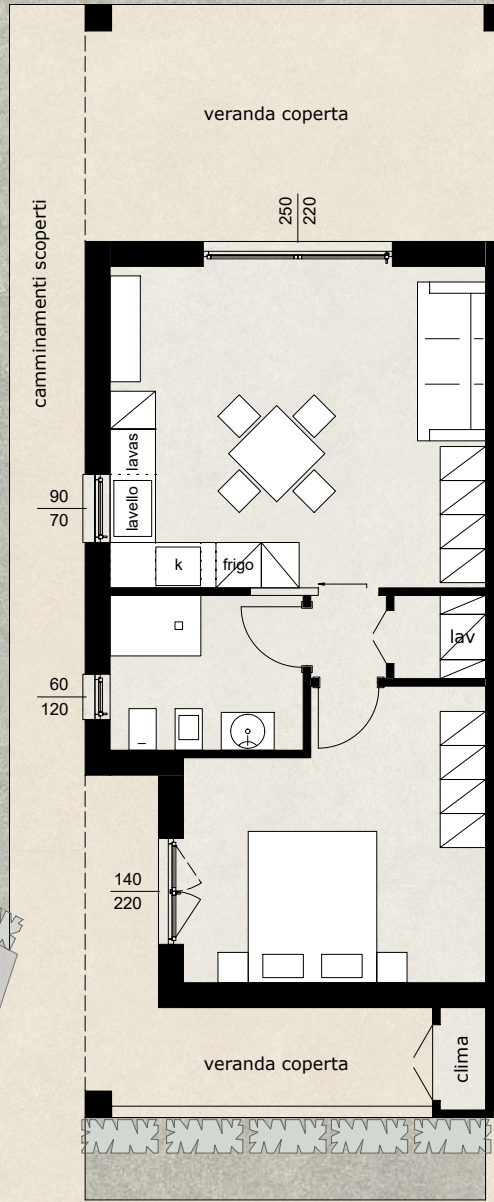 veranda coperta
camminamenti scoperti
250
220
lavas
lavello
90
70
k
frigo
lav
60
120
140
220
veranda coperta
clima